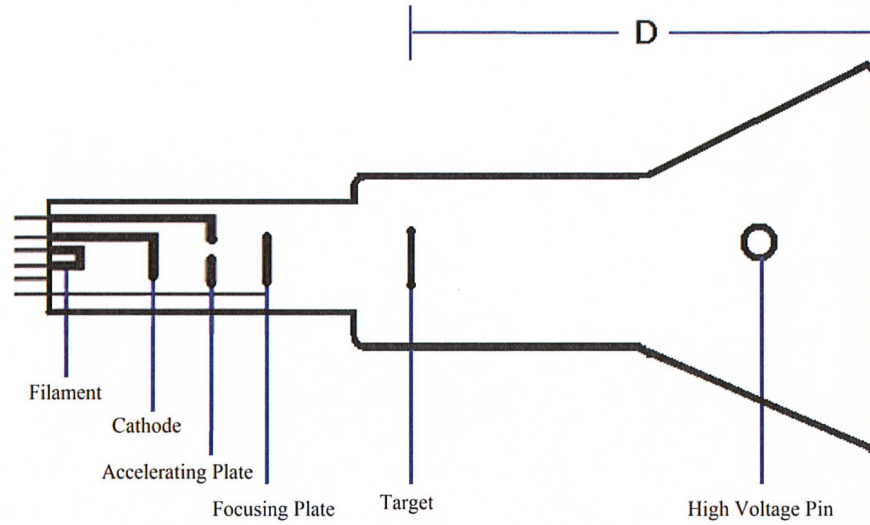 D
Filament
Cathode
Accelerating Plate
Focusing Plate
Target
High Voltage Pin